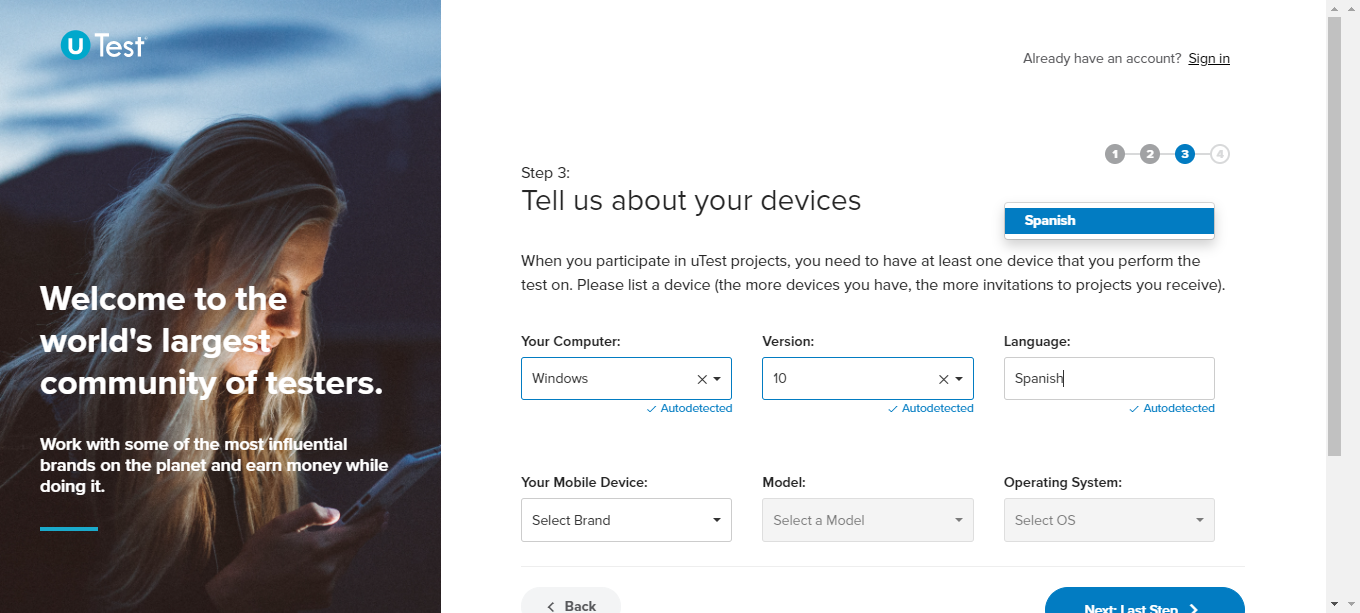 U Test
Already have an account? Sign in
1 2 3 4
Step 3:
Tell us about your devices
Spanish
When you participate in uTest projects, you need to have at least one device that you perform the
test on. Please list a device (the more devices you have, the more invitations to projects you receive).
Welcome to the
world's largest
community of testers.
Work with some of the most influential
brands on the planet and earn money while
doing it.
Your Computer: Version: Language:
Windows 10 Spanish
Autodetected Autodetected Autodetected
Your Mobile Device: Model: Operating System:
Select Brand Select a Model Select OS
Back Next: Last Step